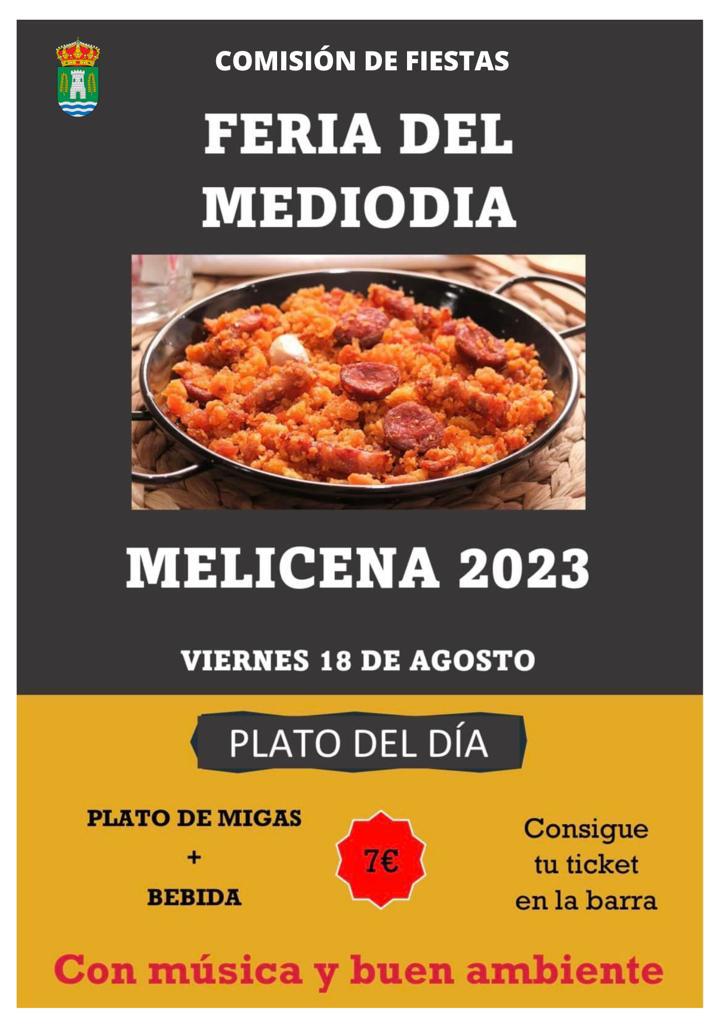 COMISIÓN DE FIESTAS
FERIA DEL
MEDIODIA
MELICENA 2023
VIERNES 18 DE AGOSTO
PLATO DEL DÍA
PLATO DE MIGAS
+
BEBIDA
7€
Consigue
tu ticket
en la barra
Con música y buen ambiente